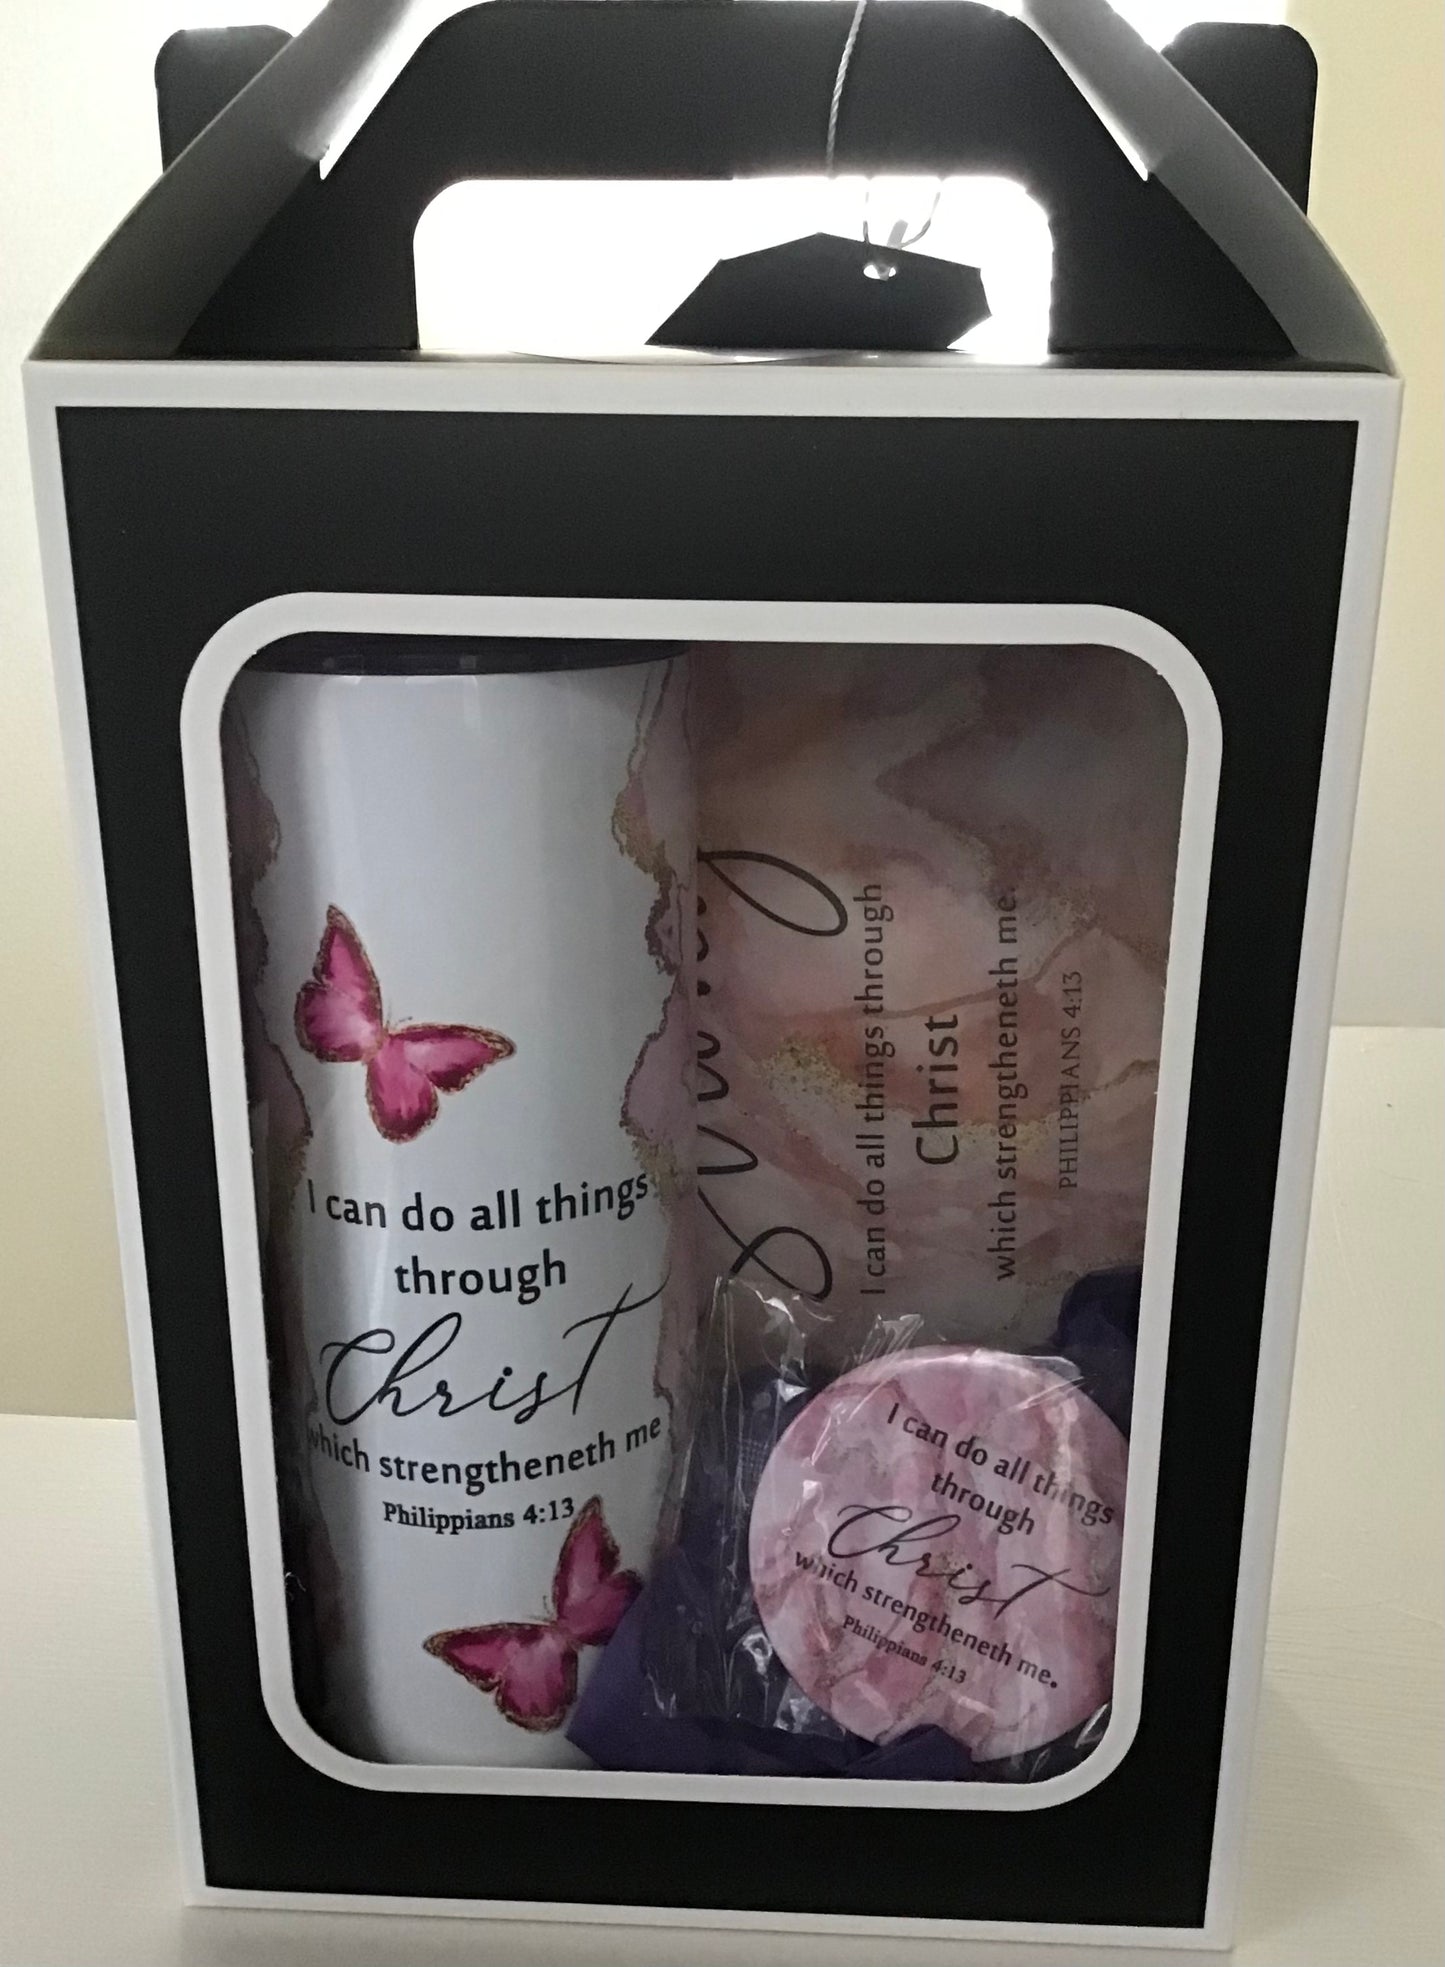 I can do all things
through
Christ
which strengtheneth me
Philippians 4:13
I can do all things through
Christ
which strengtheneth me.
PHILIPPIANS 4:13
I can do all things
through
Christ
which strengtheneth me.
Philippians 4:13